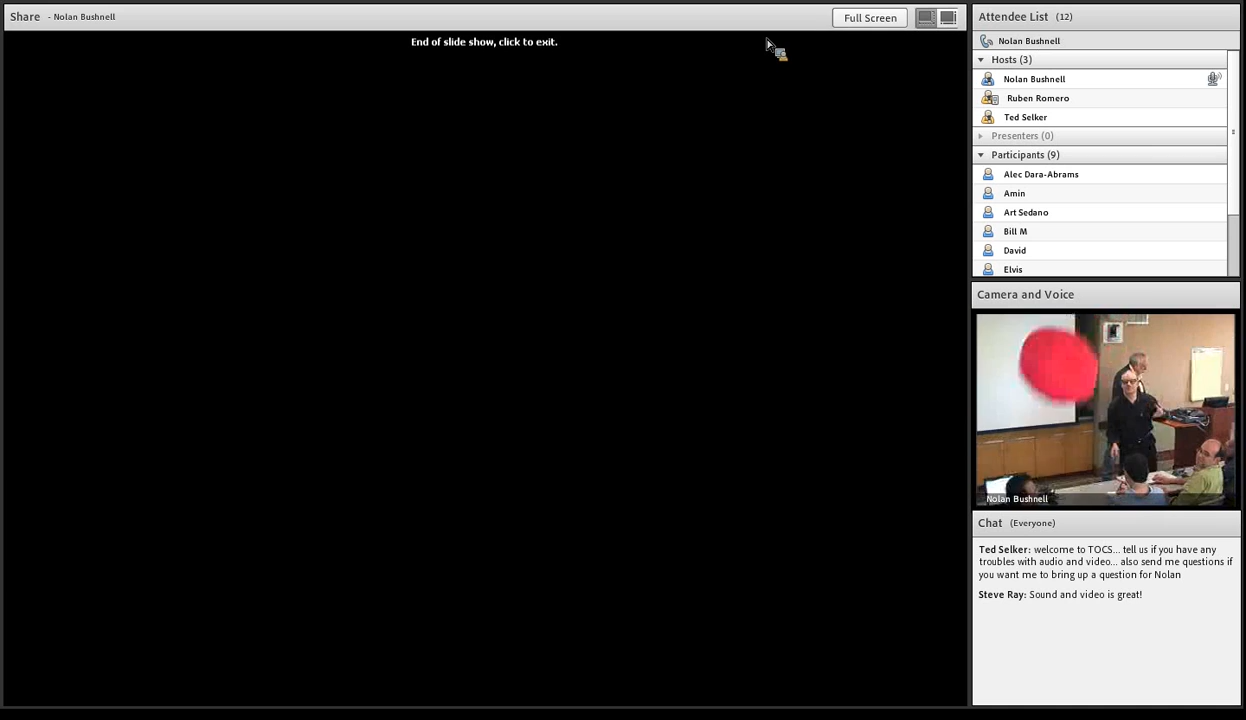 Share - Nolan Bushnell
Full Screen
End of slide show, click to exit.
Attendee List (12)
Nolan Bushnell
Hosts (3)
Nolan Bushnell
Ruben Romero
Ted Selker
Presenters (0)
Participants (9)
Alec Dara-Abrams
Amin
Art Sedano
Bill M
David
Elvis
Camera and Voice
Nolan Bushnell
Chat (Everyone)
Ted Selker: welcome to TOCS... tell us if you have any
troubles with audio and video... also send me questions if
you want me to bring up a question for Nolan
Steve Ray: Sound and video is great!